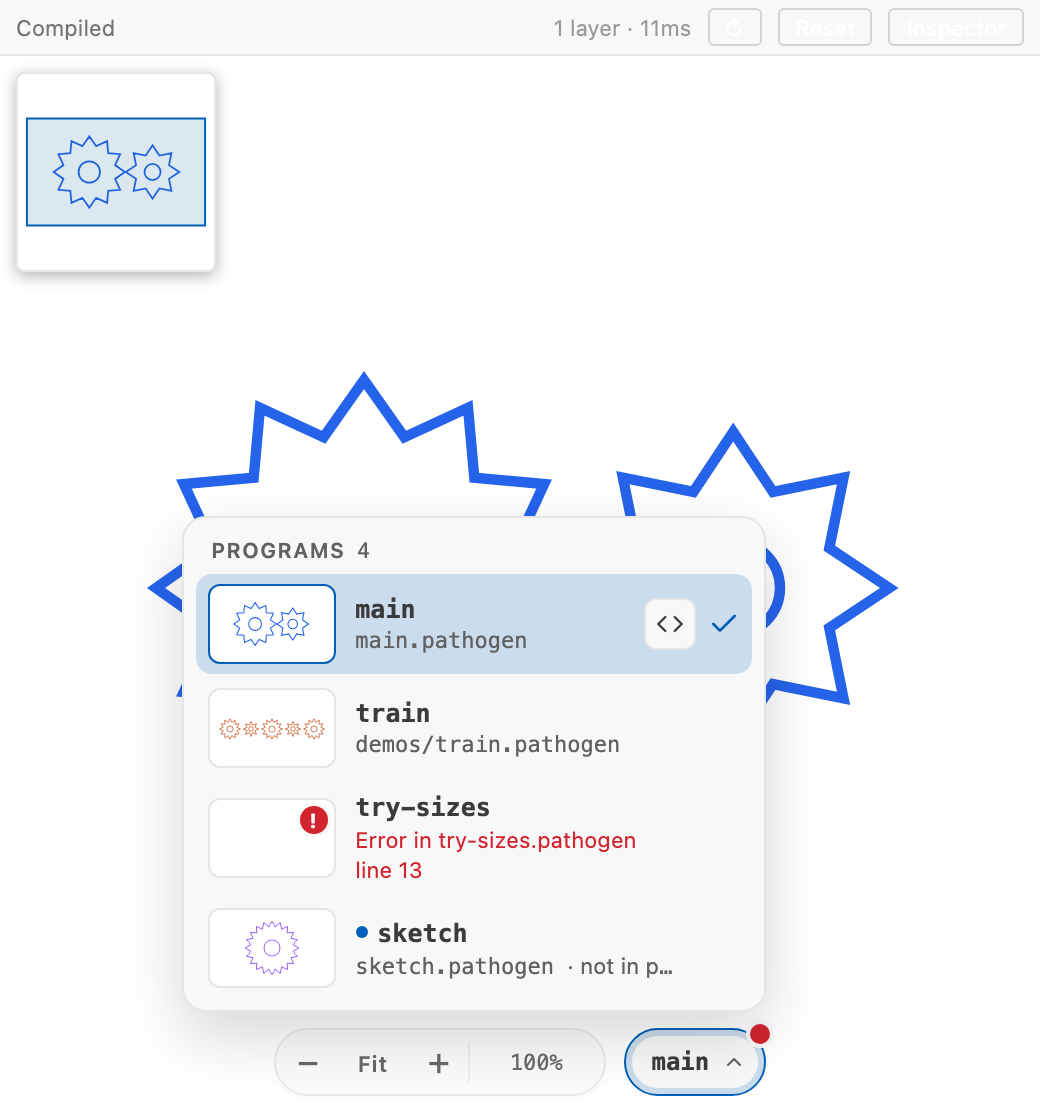 Compiled
1 layer · 11ms
Reset
Inspector
PROGRAMS 4
main
main.pathogen
train
demos/train.pathogen
!
try-sizes
Error in try-sizes.pathogen
line 13
sketch
sketch.pathogen · not in p…
Fit
100%
main